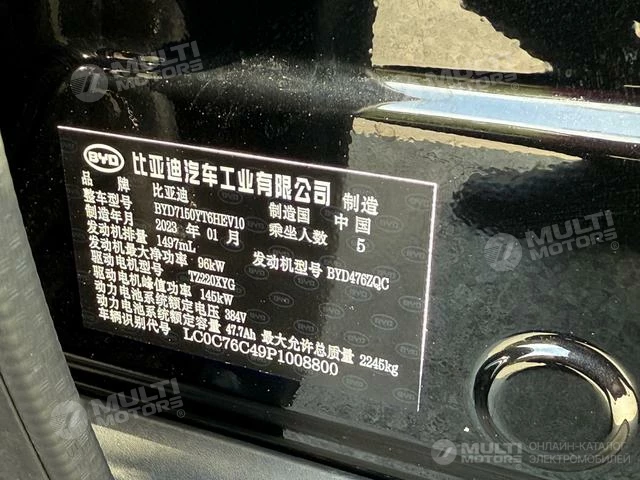 BYD 比亚迪汽车工业有限公司 制造
品牌 比亚迪
整车型号 BYD7150YT6HEV10 制造国 中国
制造年月 2023 年 01 月 乘坐人数 5
发动机排量 1497mL
发动机最大净功率 96kW 发动机型号 BYD476ZQC
驱动电机型号 TZ220XYG
驱动电机峰值功率 145kW
动力电池系统额定电压 384V
动力电池系统额定容量 47.7Ah 最大允许总质量 2245kg
车辆识别代号 LC0C76C49P1008800
MULTI MOTORS
MULTI MOTORS
MULTI MOTORS
MULTI MOTORS
MULTI MOTORS
ОНЛАЙН-КАТАЛОГ
ЭЛЕКТРОМОБИЛЕЙ